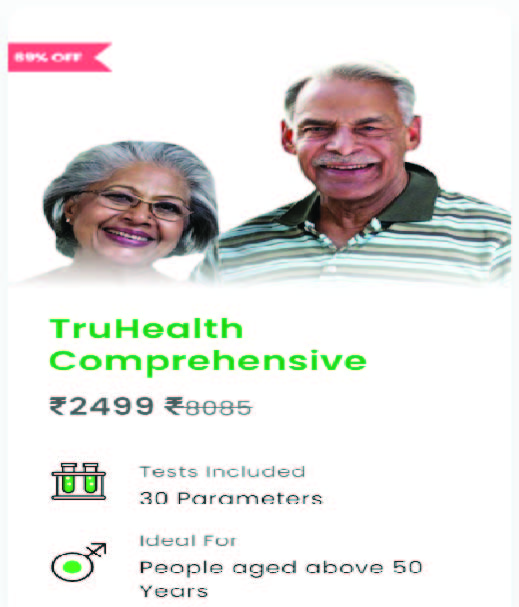 69% OFF
TruHealth
Comprehensive
₹2499 ₹8085
Tests Included
30 Parameters
Ideal For
People aged above 50
Years